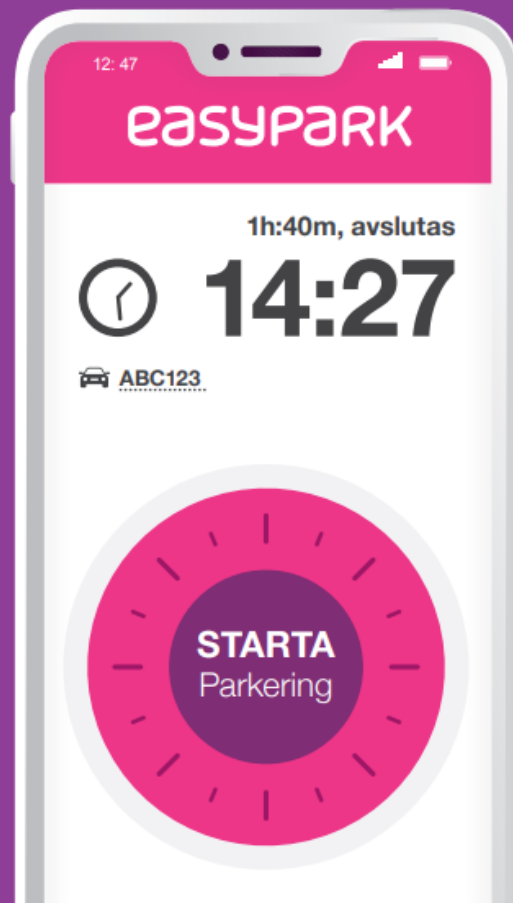 12: 47
easypark
1h:40m, avslutas
14:27
ABC123
STARTA
Parkering